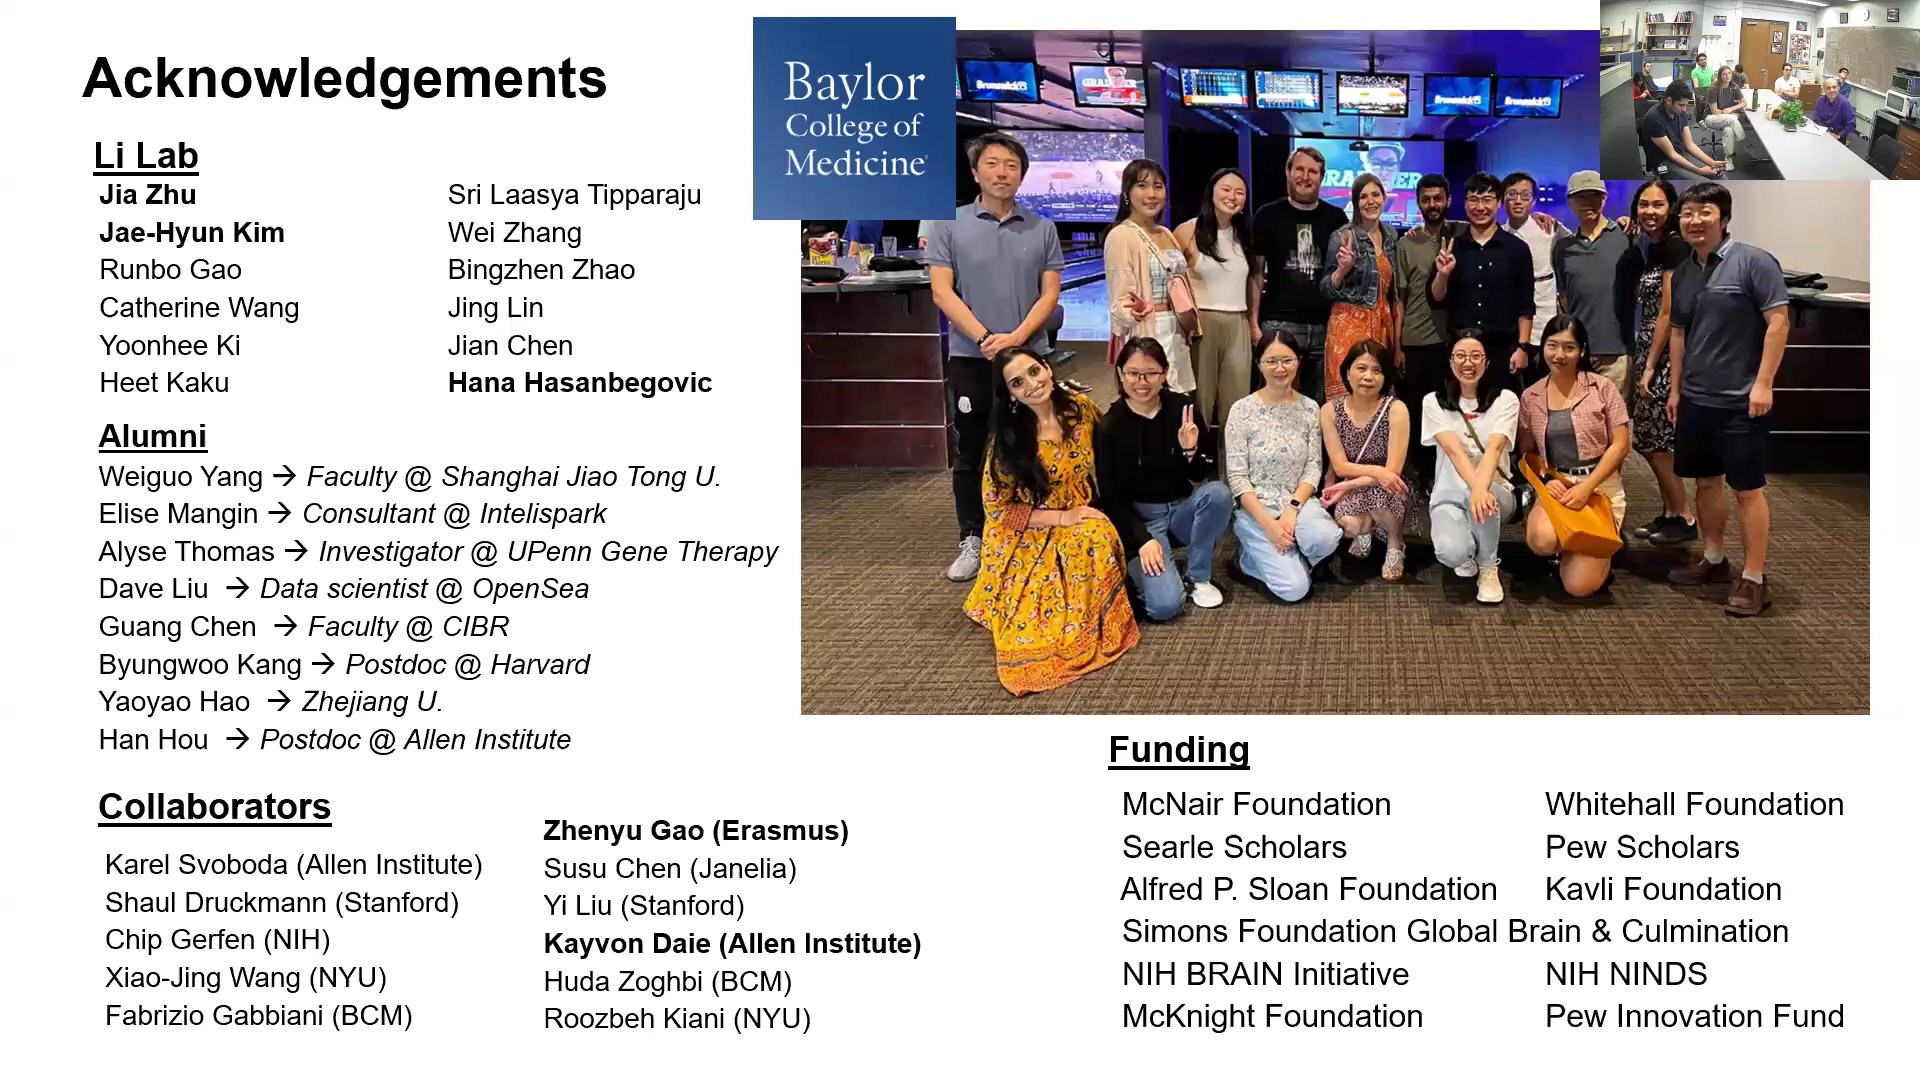 Acknowledgements
Baylor
College of
Medicine
Li Lab
Jia Zhu
Jae-Hyun Kim
Runbo Gao
Catherine Wang
Yoonhee Ki
Heet Kaku
Sri Laasya Tipparaju
Wei Zhang
Bingzhen Zhao
Jing Lin
Jian Chen
Hana Hasanbegovic
Alumni
Weiguo Yang → Faculty @ Shanghai Jiao Tong U.
Elise Mangin → Consultant @ Intelispark
Alyse Thomas → Investigator @ UPenn Gene Therapy
Dave Liu → Data scientist @ OpenSea
Guang Chen → Faculty @ CIBR
Byungwoo Kang → Postdoc @ Harvard
Yaoyao Hao → Zhejiang U.
Han Hou → Postdoc @ Allen Institute
Collaborators
Karel Svoboda (Allen Institute)
Shaul Druckmann (Stanford)
Chip Gerfen (NIH)
Xiao-Jing Wang (NYU)
Fabrizio Gabbiani (BCM)
Zhenyu Gao (Erasmus)
Susu Chen (Janelia)
Yi Liu (Stanford)
Kayvon Daie (Allen Institute)
Huda Zoghbi (BCM)
Roozbeh Kiani (NYU)
Brunswick
Brunswick
Brunswick
Funding
McNair Foundation
Whitehall Foundation
Searle Scholars
Pew Scholars
Alfred P. Sloan Foundation
Kavli Foundation
Simons Foundation Global Brain & Culmination
NIH BRAIN Initiative
NIH NINDS
McKnight Foundation
Pew Innovation Fund